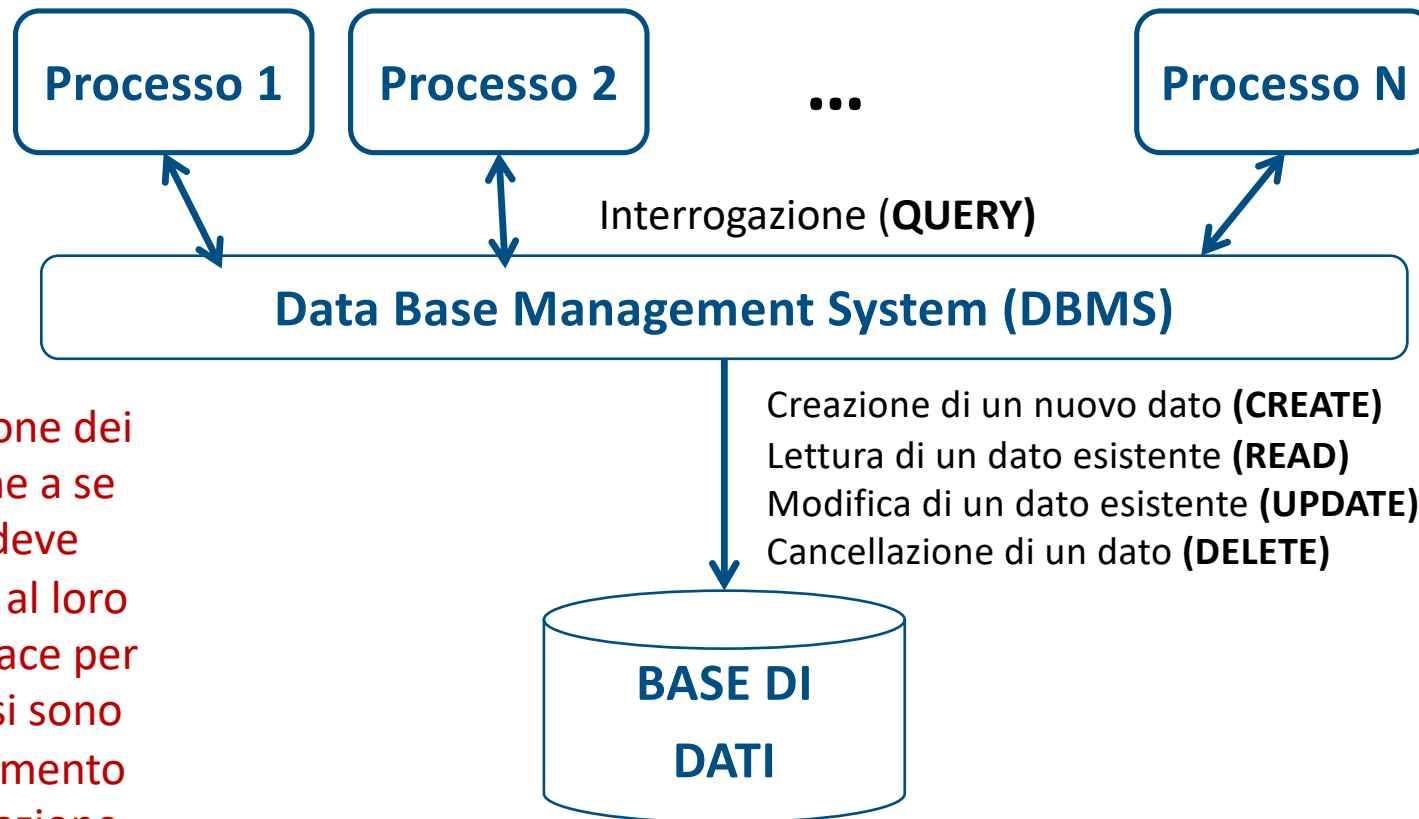 Processo 1
Processo 2
...
Processo N
Interrogazione (QUERY)
Data Base Management System (DBMS)
Creazione di un nuovo dato (CREATE)
Lettura di un dato esistente (READ)
Modifica di un dato esistente (UPDATE)
Cancellazione di un dato (DELETE)
one dei
ne a se
deve
al loro
ace per
si sono
mento
BASE DI
DATI